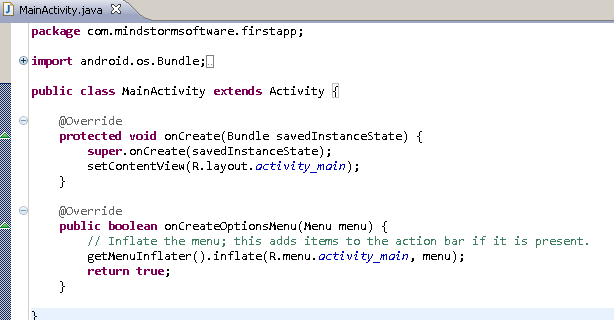 MainActivity.java
package com.mindstormsoftware.firstapp;
import android.os.Bundle;
public class MainActivity extends Activity {
@Override
protected void onCreate(Bundle savedInstanceState) {
super.onCreate(savedInstanceState);
setContentView(R.layout.activity_main);
}
@Override
public boolean onCreateOptionsMenu(Menu menu) {
// Inflate the menu; this adds items to the action bar if it is present.
getMenuInflater().inflate(R.menu.activity_main, menu);
return true;
}
}